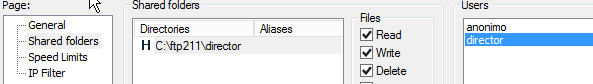 Page:
General
Shared folders
Speed Limits
IP Filter
Shared folders
Directories Aliases
H C:\ftp211\director
Files
Read
Write
Delete
Users
anonimo
director